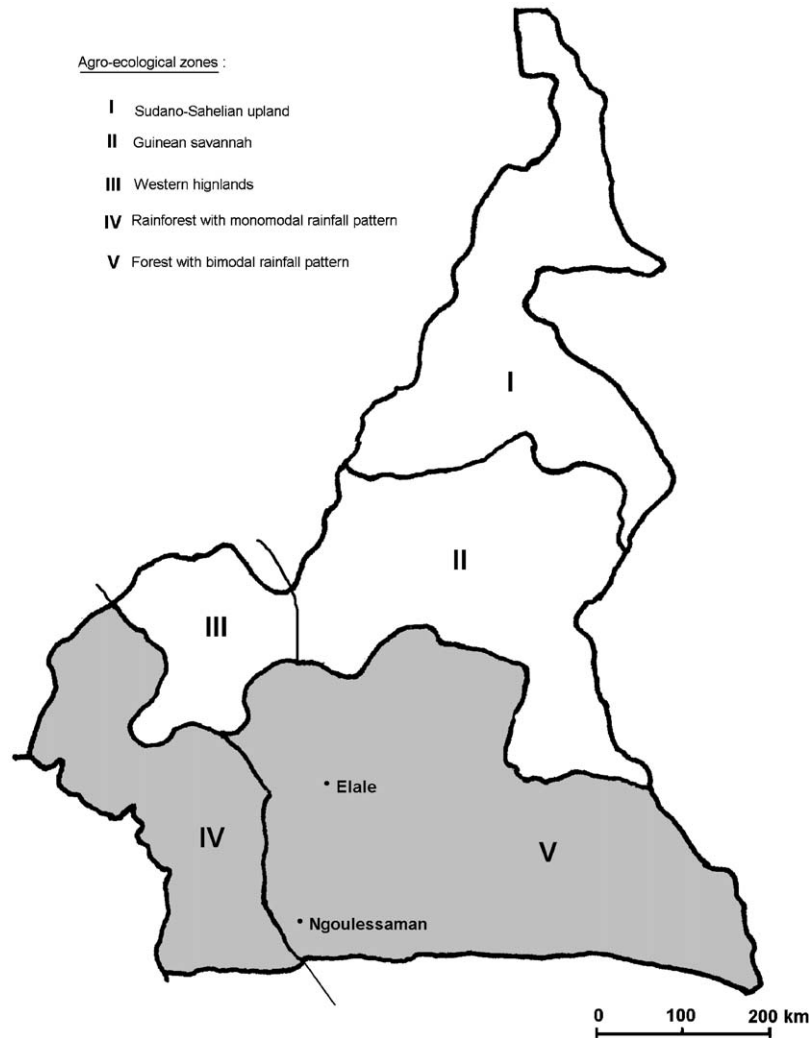 Agro-ecological zones :
I Sudano-Sahelian upland
II Guinean savannah
III Western hignlands
IV Rainforest with monomodal rainfall pattern
V Forest with bimodal rainfall pattern
I
II
III
Elale
IV
V
Ngoulessaman
0 100 200 km